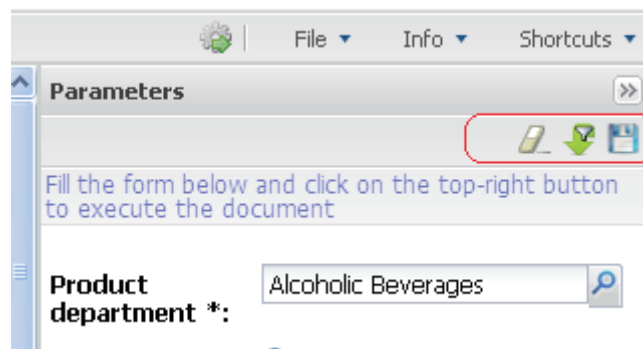 File Info Shortcuts
Parameters
Fill the form below and click on the top-right button
to execute the document
Product
department *:
Alcoholic Beverages